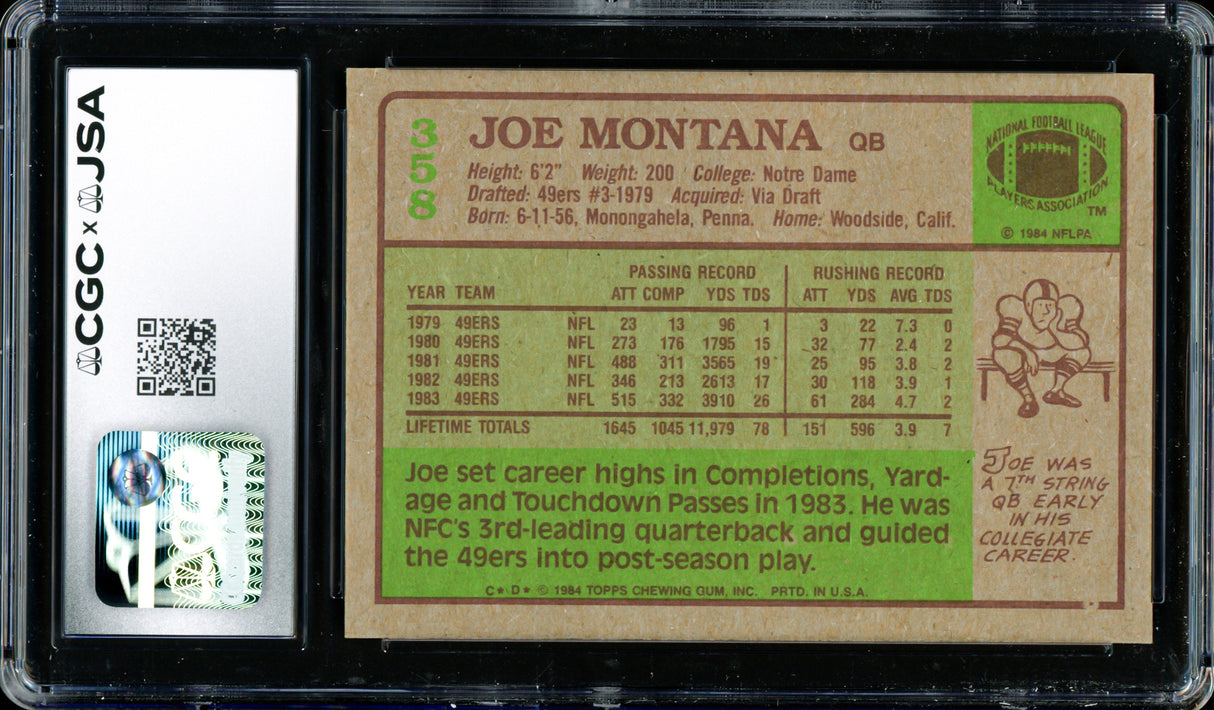 CGC x JSA
358
JOE MONTANA QB
Height: 6'2" Weight: 200 College: Notre Dame
Drafted: 49ers #3-1979 Acquired: Via Draft
Born: 6-11-56, Monongahela, Penna. Home: Woodside, Calif.
NATIONAL FOOTBALL LEAGUE
PLAYERS ASSOCIATION
TM
© 1984 NFLPA
PASSING RECORD RUSHING RECORD
YEAR TEAM ATT COMP YDS TDS ATT YDS AVG TDS
1979 49ERS NFL 23 13 96 1 3 22 7.3 0
1980 49ERS NFL 273 176 1795 15 32 77 2.4 2
1981 49ERS NFL 488 311 3565 19 25 95 3.8 2
1982 49ERS NFL 346 213 2613 17 30 118 3.9 1
1983 49ERS NFL 515 332 3910 26 61 284 4.7 2
LIFETIME TOTALS 1645 1045 11,979 78 151 596 3.9 7
Joe set career highs in Completions, Yard-
age and Touchdown Passes in 1983. He was
NFC's 3rd-leading quarterback and guided
the 49ers into post-season play.
JOE WAS
A 7TH STRING
QB EARLY
IN HIS
COLLEGIATE
CAREER.
C★ D★ © 1984 TOPPS CHEWING GUM, INC. PRTD. IN U.S.A.